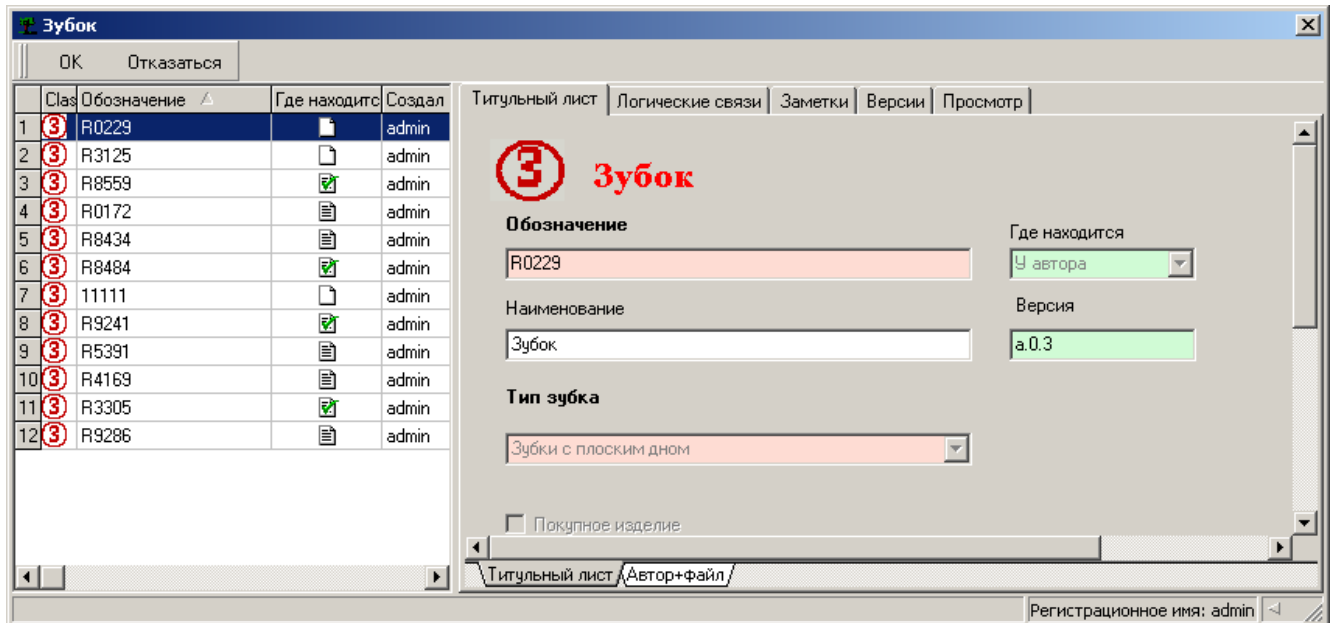 Зубок
OK Отказаться
Clas Обозначение Где находитс Создал
1 З R0229 admin
2 З R3125 admin
3 З R8559 admin
4 З R0172 admin
5 З R8434 admin
6 З R8484 admin
7 З 11111 admin
8 З R9241 admin
9 З R5391 admin
10 З R4169 admin
11 З R3305 admin
12 З R9286 admin
Титульный лист Логические связи Заметки Версии Просмотр
З Зубок
Обозначение
Где находится
R0229
У автора
Наименование
Версия
Зубок
a.0.3
Тип зубка
Зубки с плоским дном
Покупное изделие
Титульный лист Автор+Файл
Регистрационное имя: admin